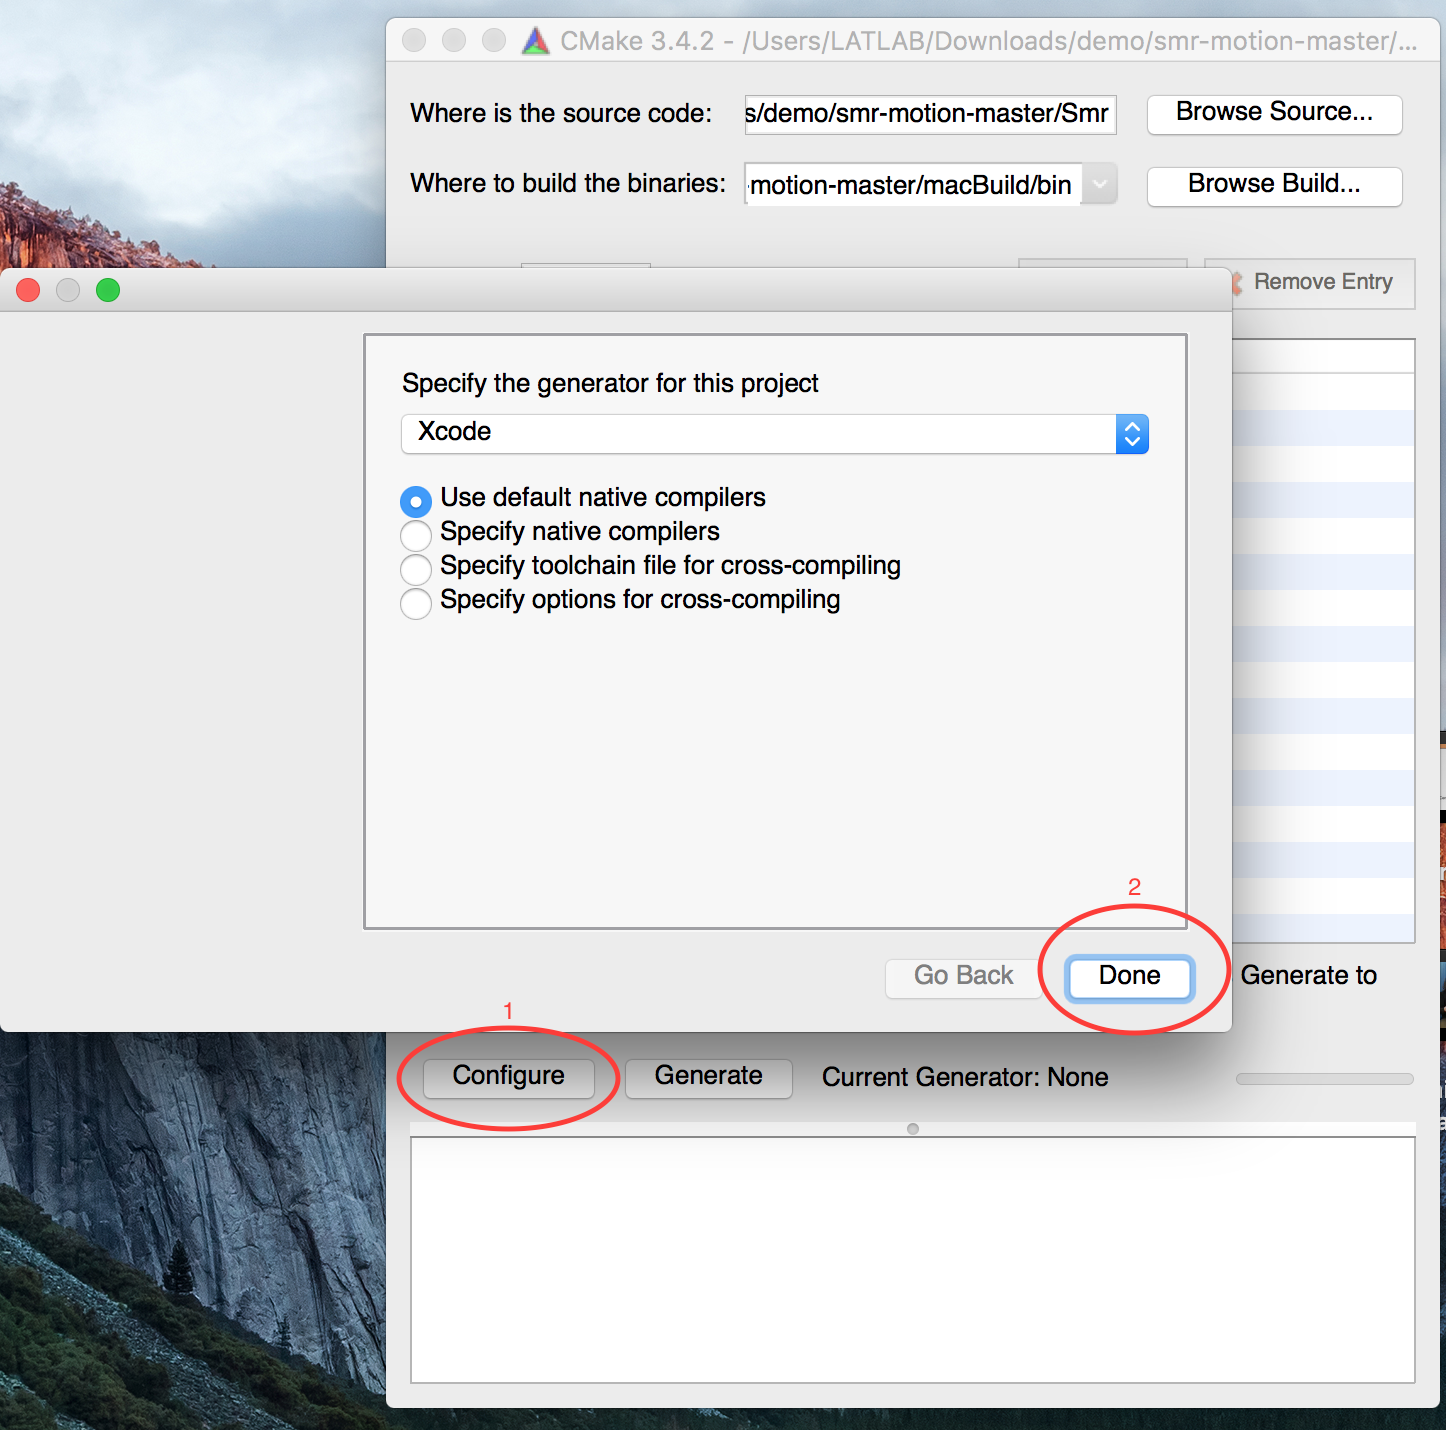 CMake 3.4.2 - /Users/LATLAB/Downloads/demo/smr-motion-master/...
Where is the source code:
s/demo/smr-motion-master/Smr
Browse Source...
Where to build the binaries:
motion-master/macBuild/bin
Browse Build...
Remove Entry
Specify the generator for this project
Xcode
Use default native compilers
Specify native compilers
Specify toolchain file for cross-compiling
Specify options for cross-compiling
2
Go Back
Done
Generate to
1
Configure
Generate
Current Generator: None